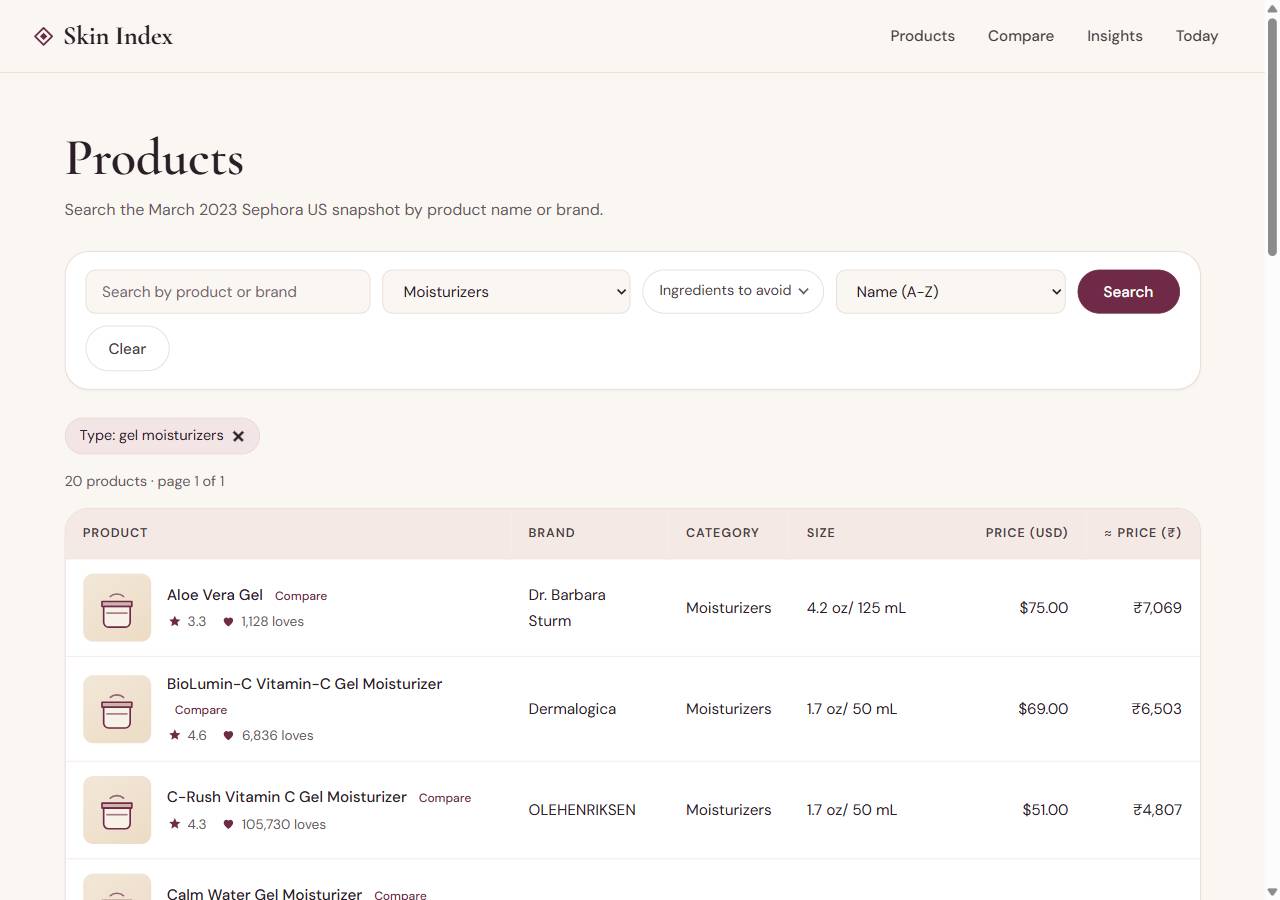 Skin Index
Products Compare Insights Today
Products
Search the March 2023 Sephora US snapshot by product name or brand.
Search by product or brand Moisturizers Ingredients to avoid Name (A-Z) Search
Clear
Type: gel moisturizers ×
20 products · page 1 of 1
PRODUCT BRAND CATEGORY SIZE PRICE (USD) ≈ PRICE (₹)
Aloe Vera Gel Compare
★ 3.3 ♥ 1,128 loves
Dr. Barbara
Sturm
Moisturizers 4.2 oz/ 125 mL $75.00 ₹7,069
BioLumin-C Vitamin-C Gel Moisturizer
Compare
★ 4.6 ♥ 6,836 loves
Dermalogica Moisturizers 1.7 oz/ 50 mL $69.00 ₹6,503
C-Rush Vitamin C Gel Moisturizer Compare
★ 4.3 ♥ 105,730 loves
OLEHENRIKSEN Moisturizers 1.7 oz/ 50 mL $51.00 ₹4,807
Calm Water Gel Moisturizer Compare